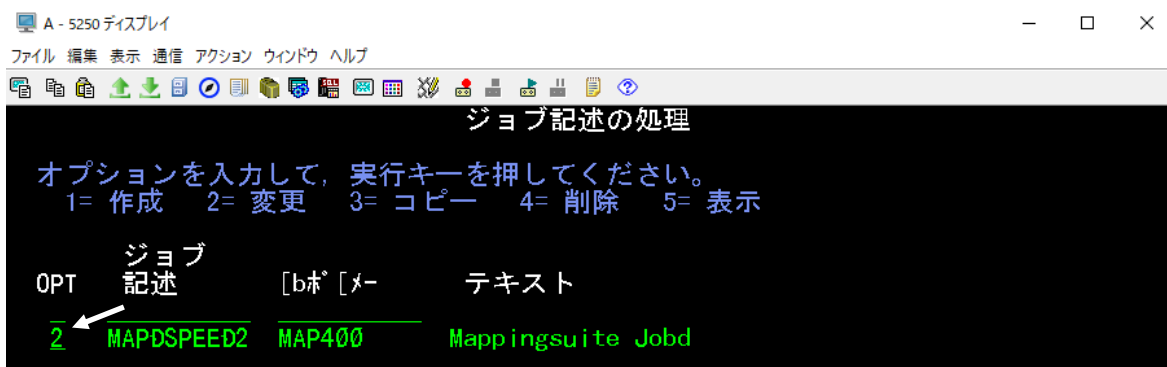 A - 5250 ディスプレイ
ファイル 編集 表示 通信 アクション ウィンドウ ヘルプ
ジョブ記述の処理
オプションを入力して, 実行キーを押してください。
1= 作成 2= 変更 3= コピー 4= 削除 5= 表示
ジョブ
OPT 記述 [bﾎﾞ[ﾒｰ テキスト
2 MAPDSPEED2 MAP400 Mappingsuite Jobd